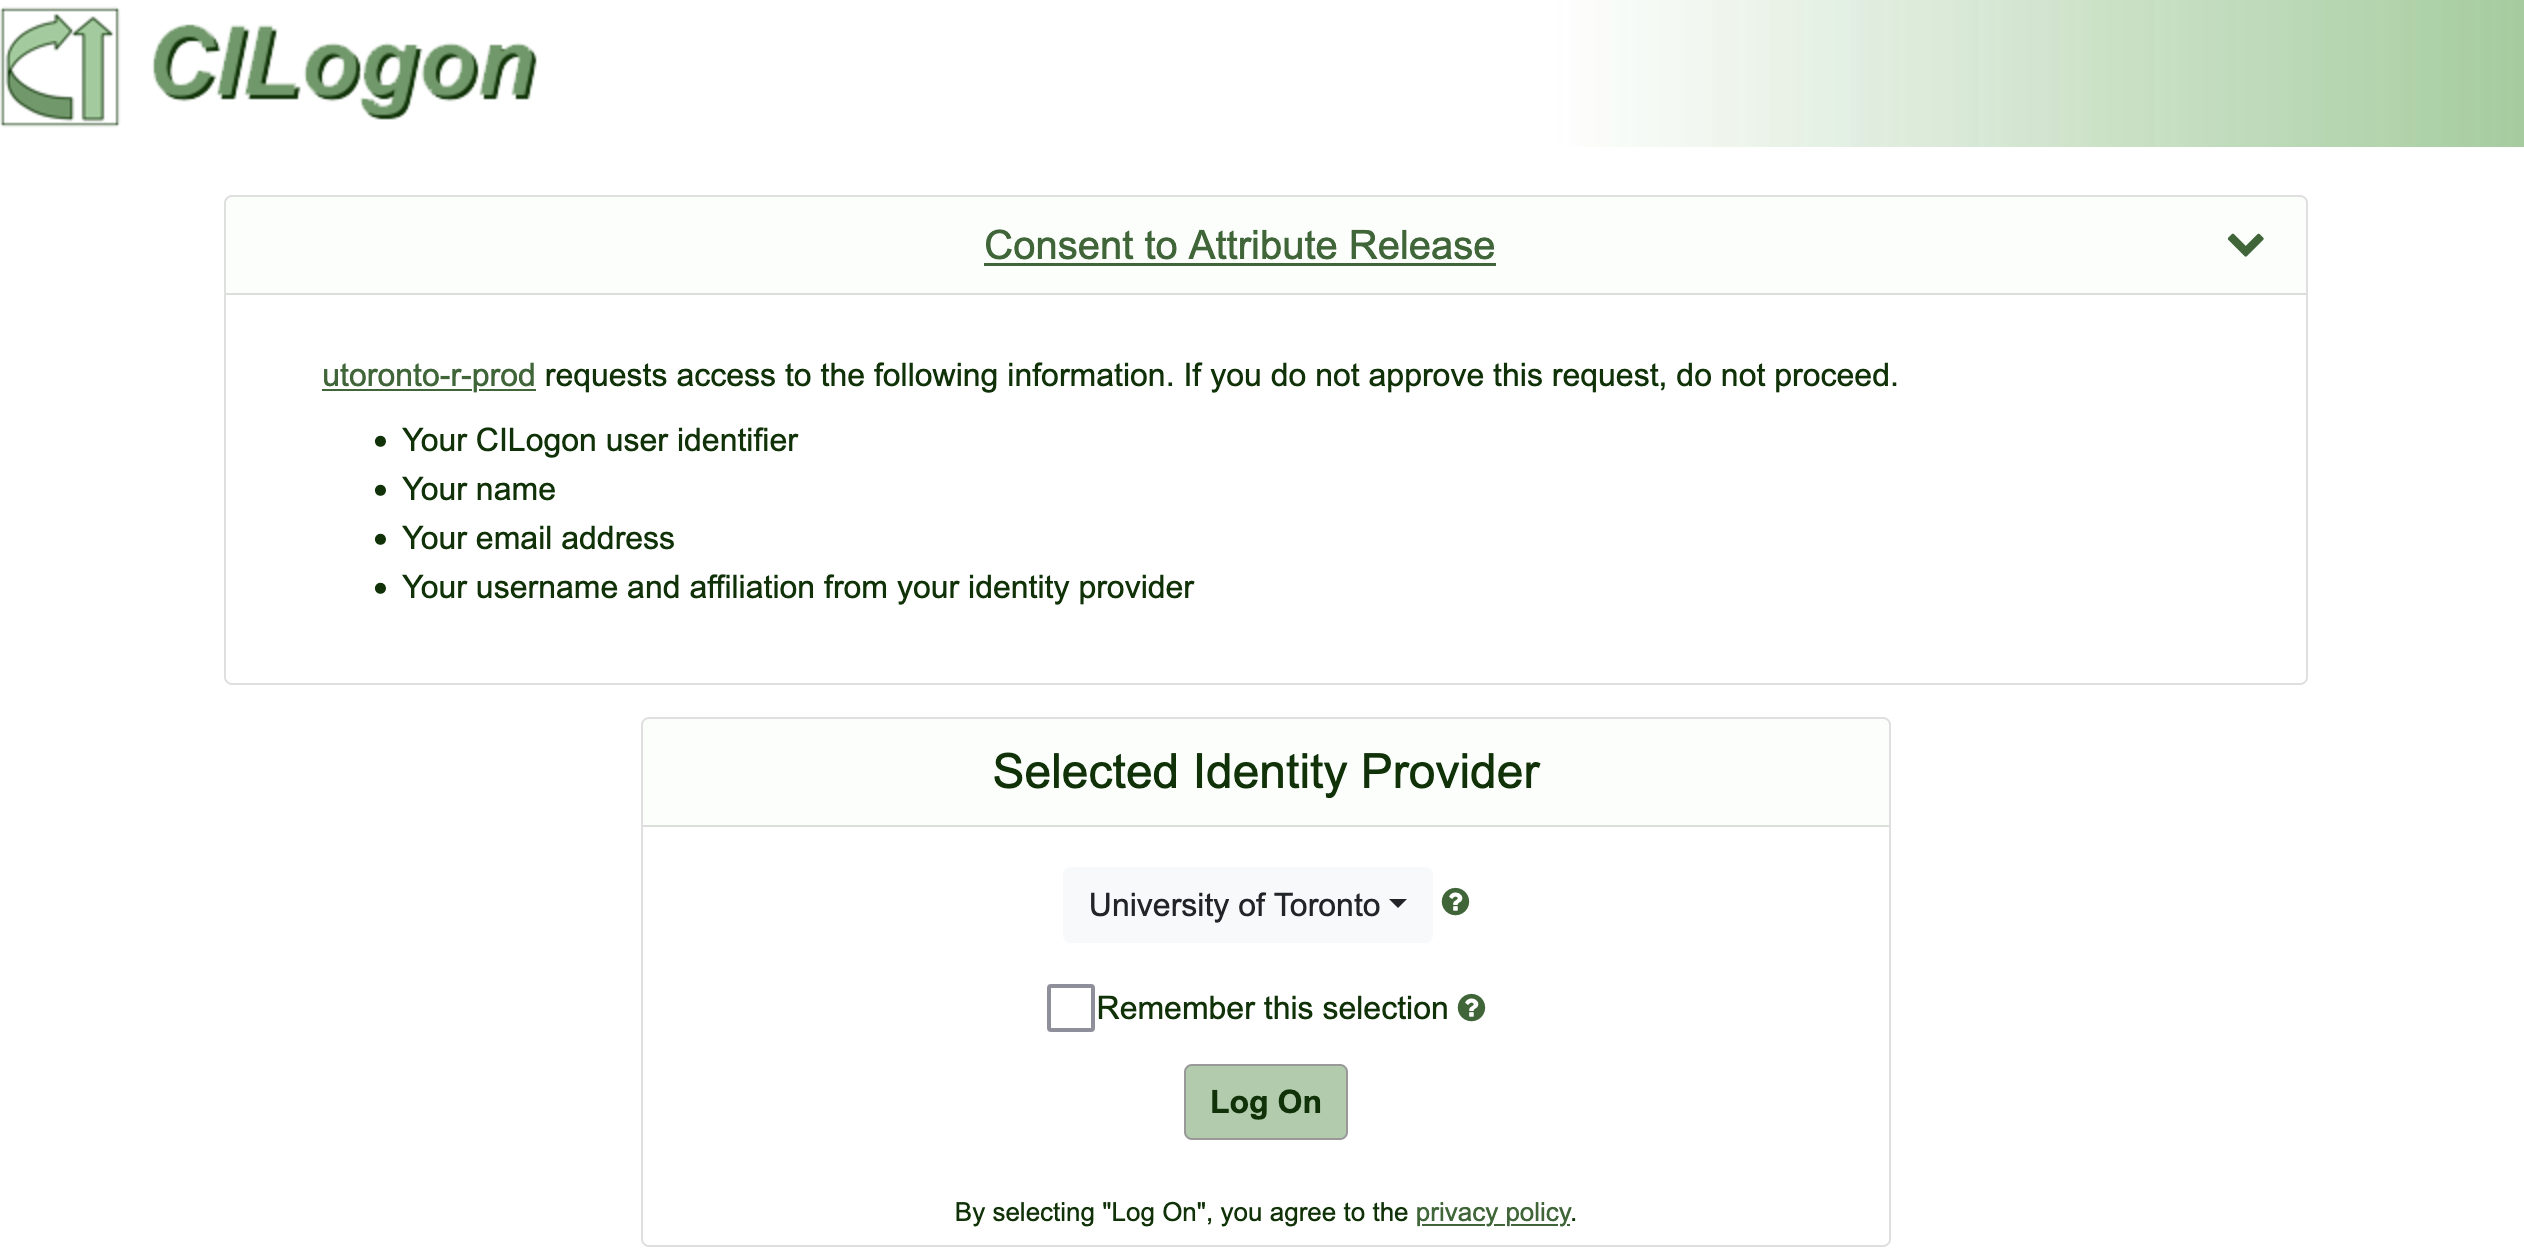 CILogon
Consent to Attribute Release
utoronto-r-prod requests access to the following information. If you do not approve this request, do not proceed.
• Your CILogon user identifier
• Your name
• Your email address
• Your username and affiliation from your identity provider
Selected Identity Provider
University of Toronto
Remember this selection
Log On
By selecting "Log On", you agree to the privacy policy.